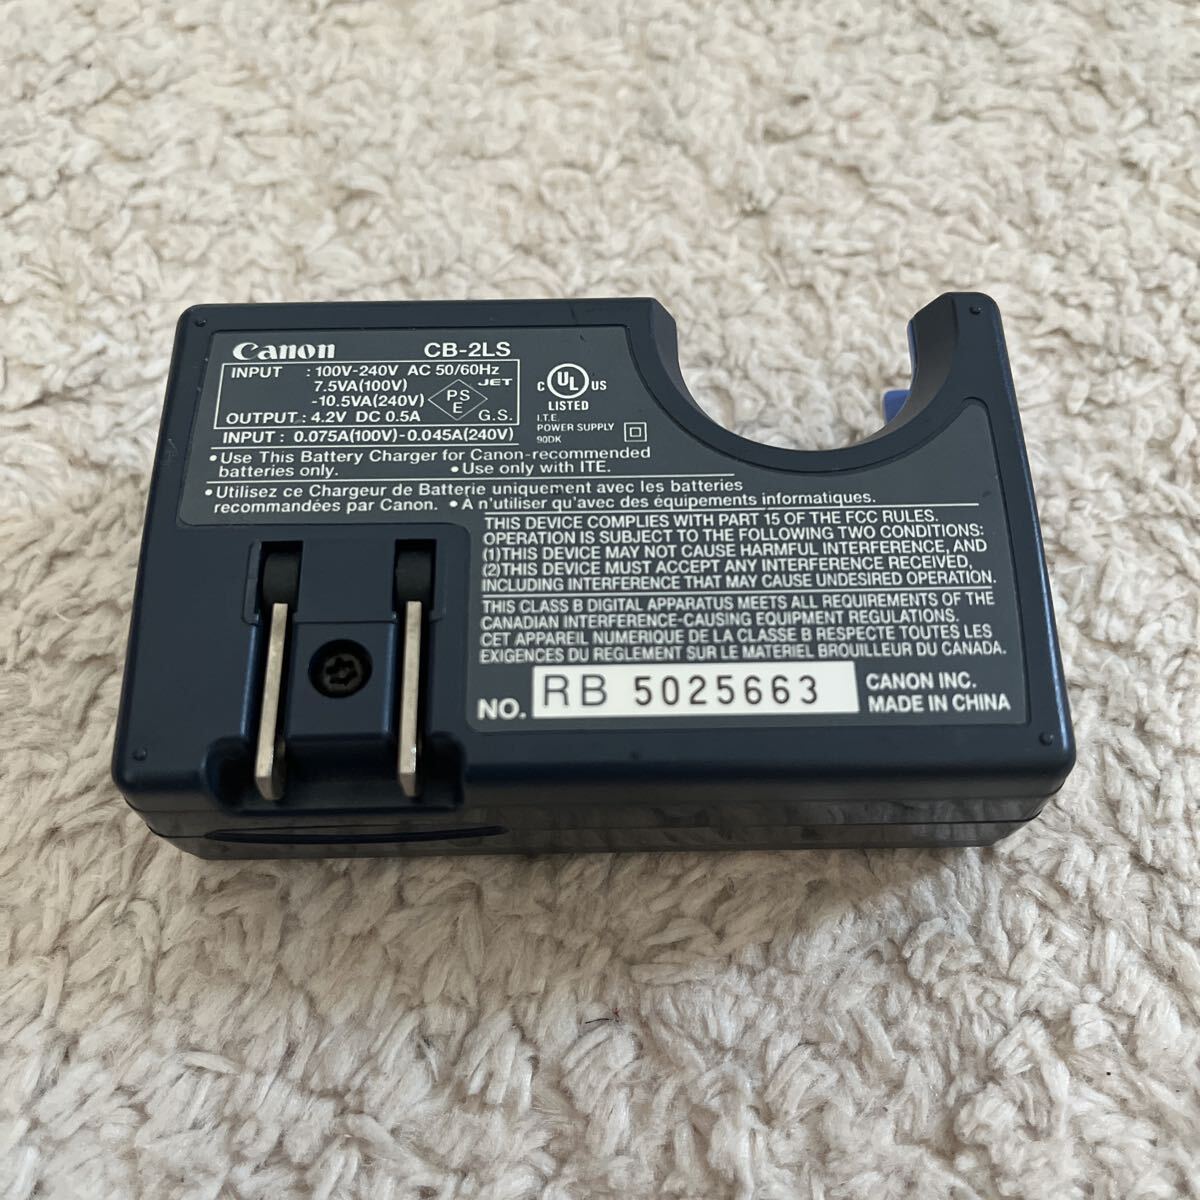 Canon CB-2LS
INPUT : 100V-240V AC 50/60Hz
7.5VA(100V)
-10.5VA(240V)
OUTPUT : 4.2V DC 0.5A
PS
E
JET
G.S.
INPUT : 0.075A(100V)-0.045A(240V)
C UL US
LISTED
I.T.E.
POWER SUPPLY
90DK
• Use This Battery Charger for Canon-recommended
batteries only. • Use only with ITE.
• Utilisez ce Chargeur de Batterie uniquement avec les batteries
recommandées par Canon. • A n'utiliser qu'avec des équipements informatiques.
THIS DEVICE COMPLIES WITH PART 15 OF THE FCC RULES.
OPERATION IS SUBJECT TO THE FOLLOWING TWO CONDITIONS:
(1)THIS DEVICE MAY NOT CAUSE HARMFUL INTERFERENCE, AND
(2)THIS DEVICE MUST ACCEPT ANY INTERFERENCE RECEIVED,
INCLUDING INTERFERENCE THAT MAY CAUSE UNDESIRED OPERATION.
THIS CLASS B DIGITAL APPARATUS MEETS ALL REQUIREMENTS OF THE
CANADIAN INTERFERENCE-CAUSING EQUIPMENT REGULATIONS.
CET APPAREIL NUMERIQUE DE LA CLASSE B RESPECTE TOUTES LES
EXIGENCES DU REGLEMENT SUR LE MATERIEL BROUILLEUR DU CANADA.
NO. RB 5025663
CANON INC.
MADE IN CHINA